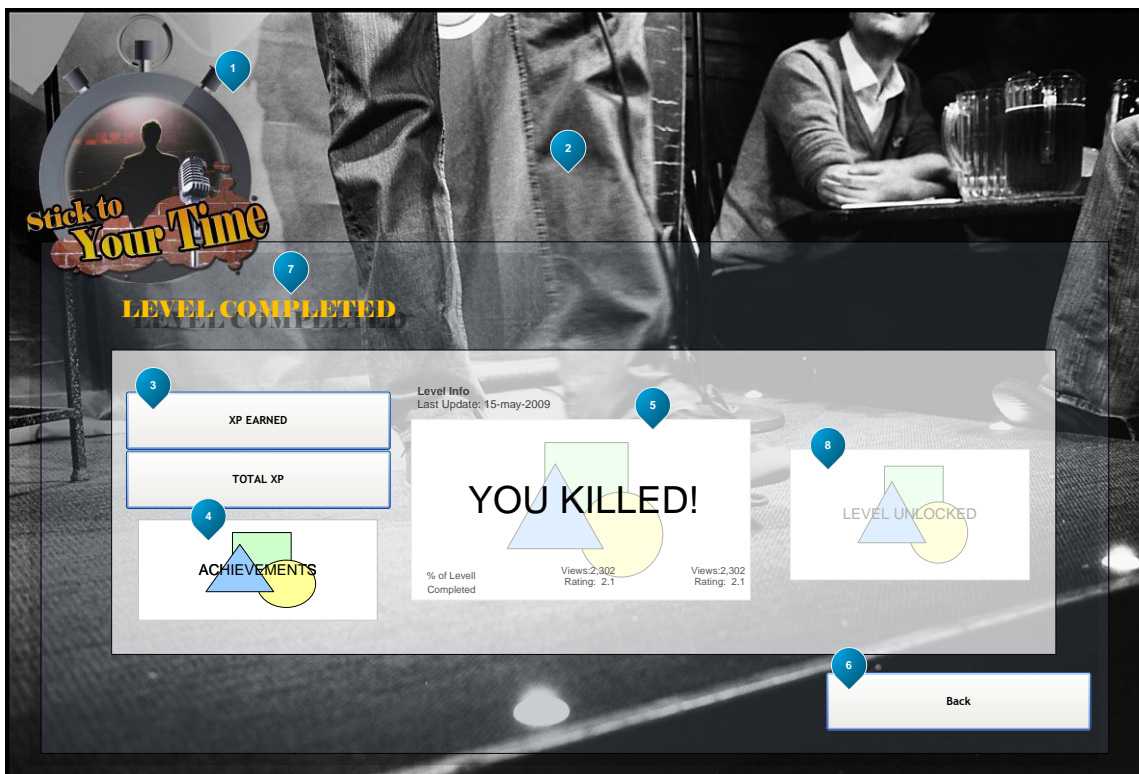 1
2
Stick to
Your Time
7
LEVEL COMPLETED
3
XP EARNED
TOTAL XP
4
ACHIEVEMENTS
Level Info
Last Update: 15-may-2009
5
YOU KILLED!
% of Levell
Completed
Views:2,302
Rating: 2.1
Views:2,302
Rating: 2.1
8
LEVEL UNLOCKED
6
Back